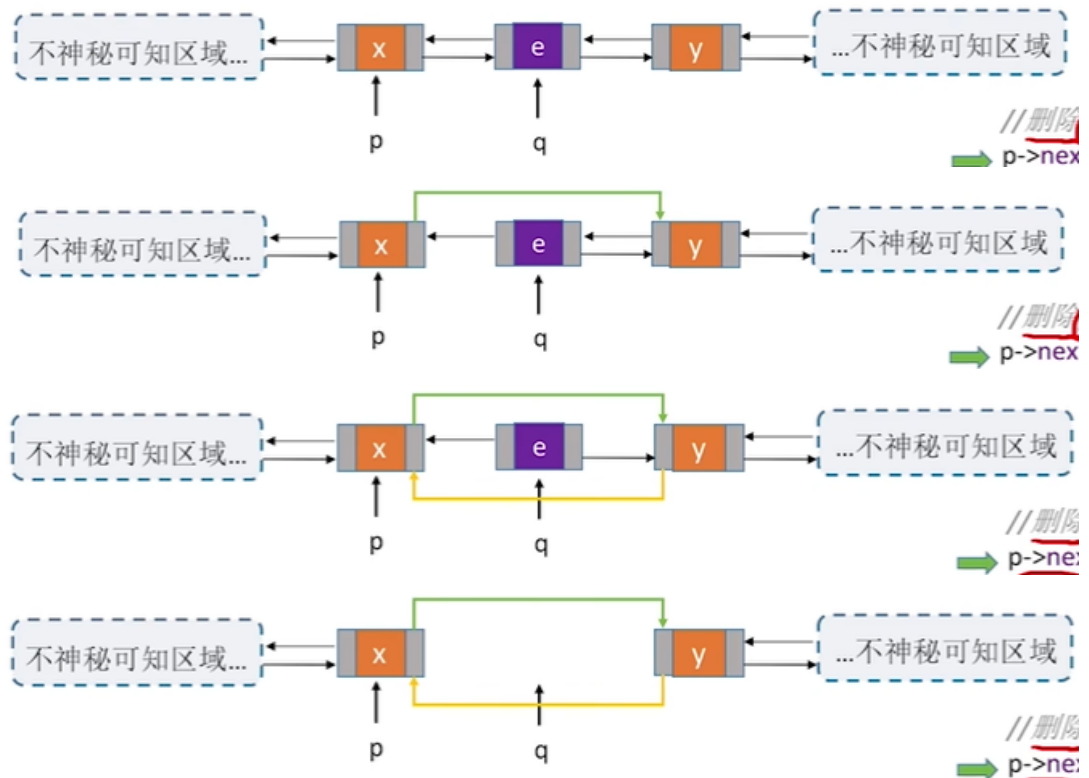 不神秘可知区域... x e y ...不神秘可知区域
p q
//删除
p->nex
不神秘可知区域... x e y ...不神秘可知区域
p q
//删除
p->nex
不神秘可知区域... x e y ...不神秘可知区域
p q
//删除
p->nex
不神秘可知区域... x y ...不神秘可知区域
p q
//删除
p->nex